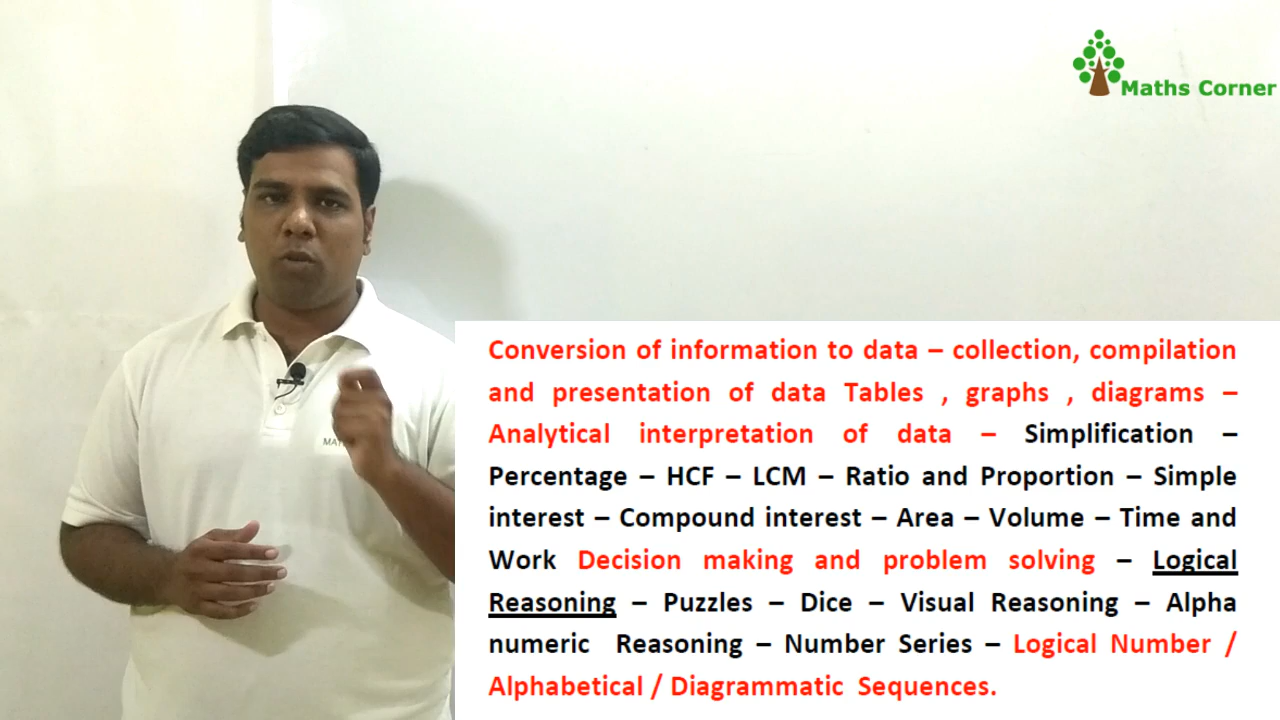 Maths Corner
Conversion of information to data – collection, compilation
and presentation of data Tables , graphs , diagrams –
Analytical interpretation of data – Simplification –
Percentage – HCF – LCM – Ratio and Proportion – Simple
interest – Compound interest – Area – Volume – Time and
Work Decision making and problem solving – Logical
Reasoning – Puzzles – Dice – Visual Reasoning – Alpha
numeric Reasoning – Number Series – Logical Number /
Alphabetical / Diagrammatic Sequences.